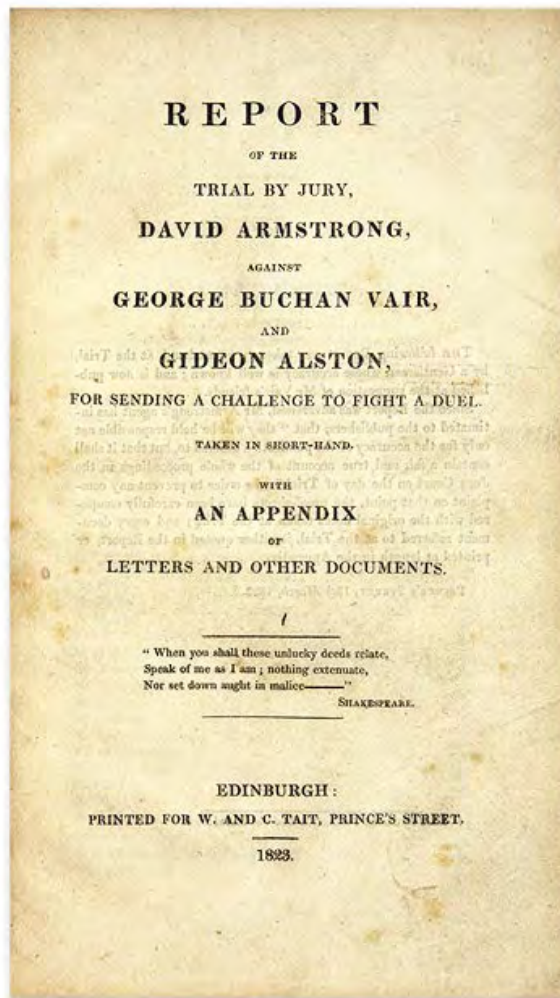 REPORT
OF THE
TRIAL BY JURY,
DAVID ARMSTRONG,
AGAINST
GEORGE BUCHAN VAIR,
AND
GIDEON ALSTON,
FOR SENDING A CHALLENGE TO FIGHT A DUEL.
TAKEN IN SHORT-HAND.
WITH
AN APPENDIX
OF
LETTERS AND OTHER DOCUMENTS.
“ When you shall these unlucky deeds relate,
Speak of me as I am ; nothing extenuate,
Nor set down aught in malice——”
SHAKESPEARE.
EDINBURGH :
PRINTED FOR W. AND C. TAIT, PRINCE'S STREET.
1823.